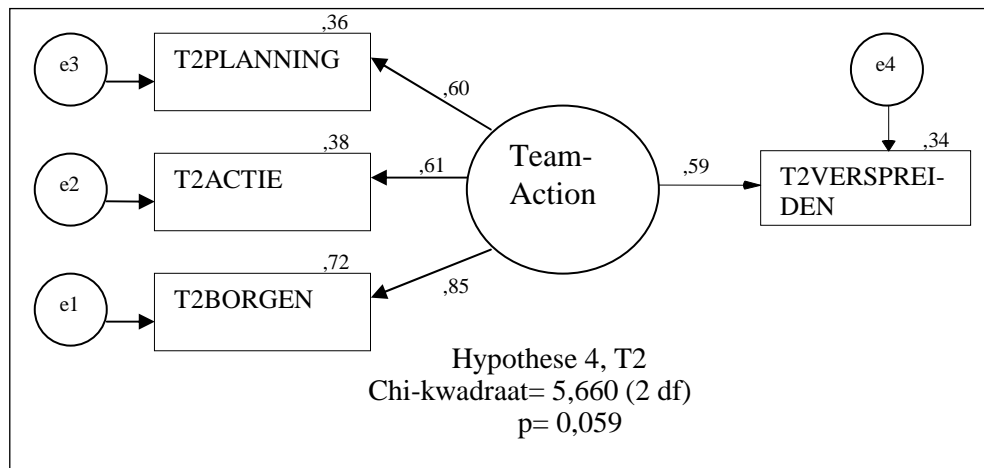 ,36
e3
T2PLANNING
e4
,60
,38
,34
Team-
Action
e2
T2ACTIE
,61
,59
T2VERSPREI-
DEN
,72
e1
T2BORGEN
,85
Hypothese 4, T2
Chi-kwadraat= 5,660 (2 df)
p= 0,059